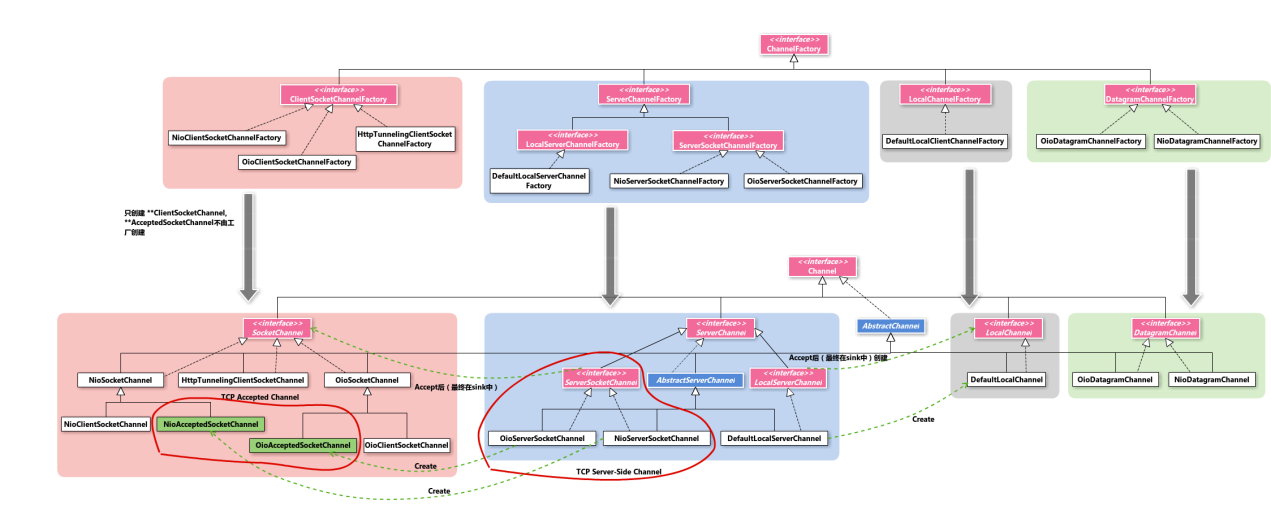 <<interface>>
ChannelFactory
<<interface>>
ClientSocketChannelFactory
<<interface>>
ServerChannelFactory
<<interface>>
LocalChannelFactory
<<interface>>
DatagramChannelFactory
NioClientSocketChannelFactory
HttpTunnelingClientSocket
ChannelFactory
OioClientSocketChannelFactory
<<interface>>
LocalServerChannelFactory
<<interface>>
ServerSocketChannelFactory
DefaultLocalClientChannelFactory
OioDatagramChannelFactory
NioDatagramChannelFactory
DefaultLocalServerChannel
Factory
NioServerSocketChannelFactory
OioServerSocketChannelFactory
只创建 **ClientSocketChannel,
**AcceptedSocketChannel不由工
厂创建
<<interface>>
Channel
<<interface>>
SocketChannel
<<interface>>
ServerChannel
AbstractChannel
<<interface>>
LocalChannel
<<interface>>
DatagramChannel
Accept后（最终在sink中）创建
NioSocketChannel
HttpTunnelingClientSocketChannel
OioSocketChannel
Accept后（最终在sink中）
<<interface>>
ServerSocketChannel
AbstractServerChannel
<<interface>>
LocalServerChannel
DefaultLocalChannel
OioDatagramChannel
NioDatagramChannel
TCP Accepted Channel
NioClientSocketChannel
NioAcceptedSocketChannel
OioAcceptedSocketChannel
OioClientSocketChannel
OioServerSocketChannel
NioServerSocketChannel
DefaultLocalServerChannel
Create
Create
TCP Server-Side Channel
Create